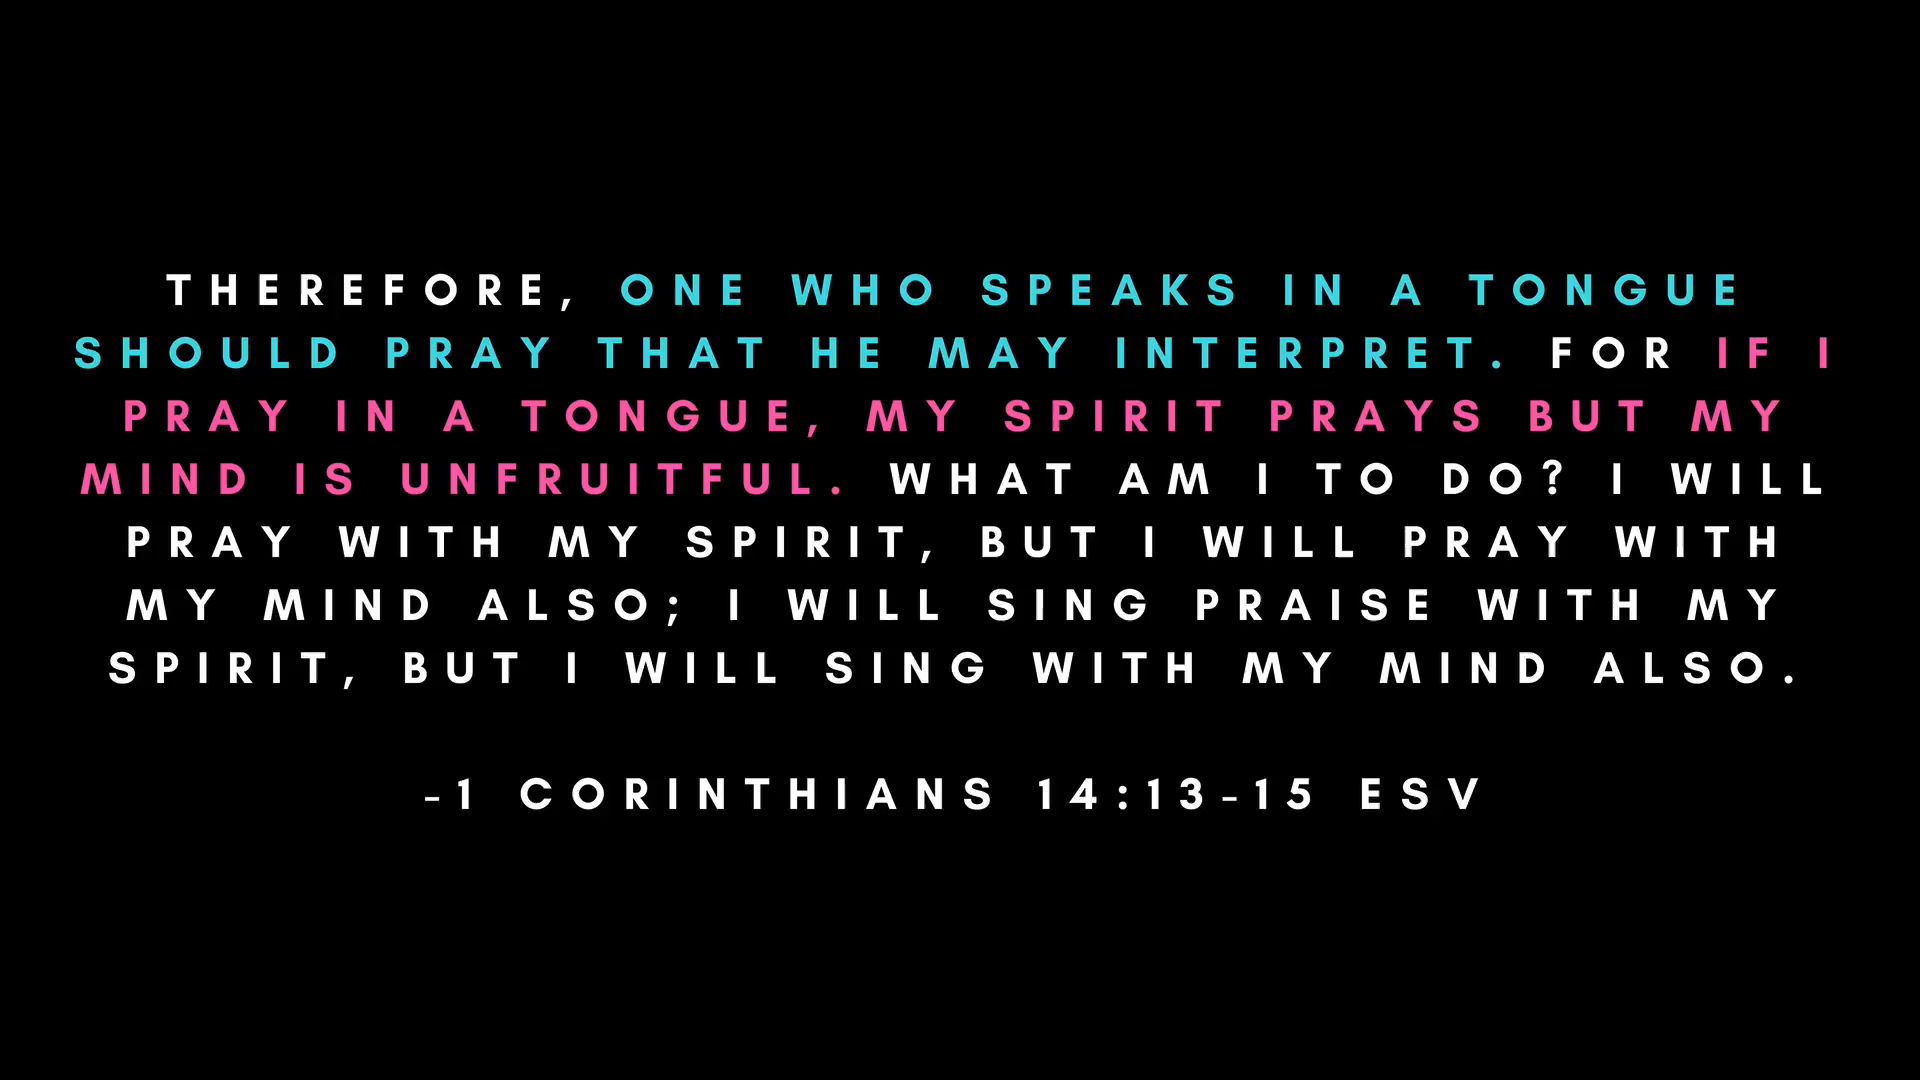 THEREFORE, ONE WHO SPEAKS IN A TONGUE
SHOULD PRAY THAT HE MAY INTERPRET. FOR IF I
PRAY IN A TONGUE, MY SPIRIT PRAYS BUT MY
MIND IS UNFRUITFUL. WHAT AM I TO DO? I WILL
PRAY WITH MY SPIRIT, BUT I WILL PRAY WITH
MY MIND ALSO; I WILL SING PRAISE WITH MY
SPIRIT, BUT I WILL SING WITH MY MIND ALSO.
-1 CORINTHIANS 14:13-15 ESV